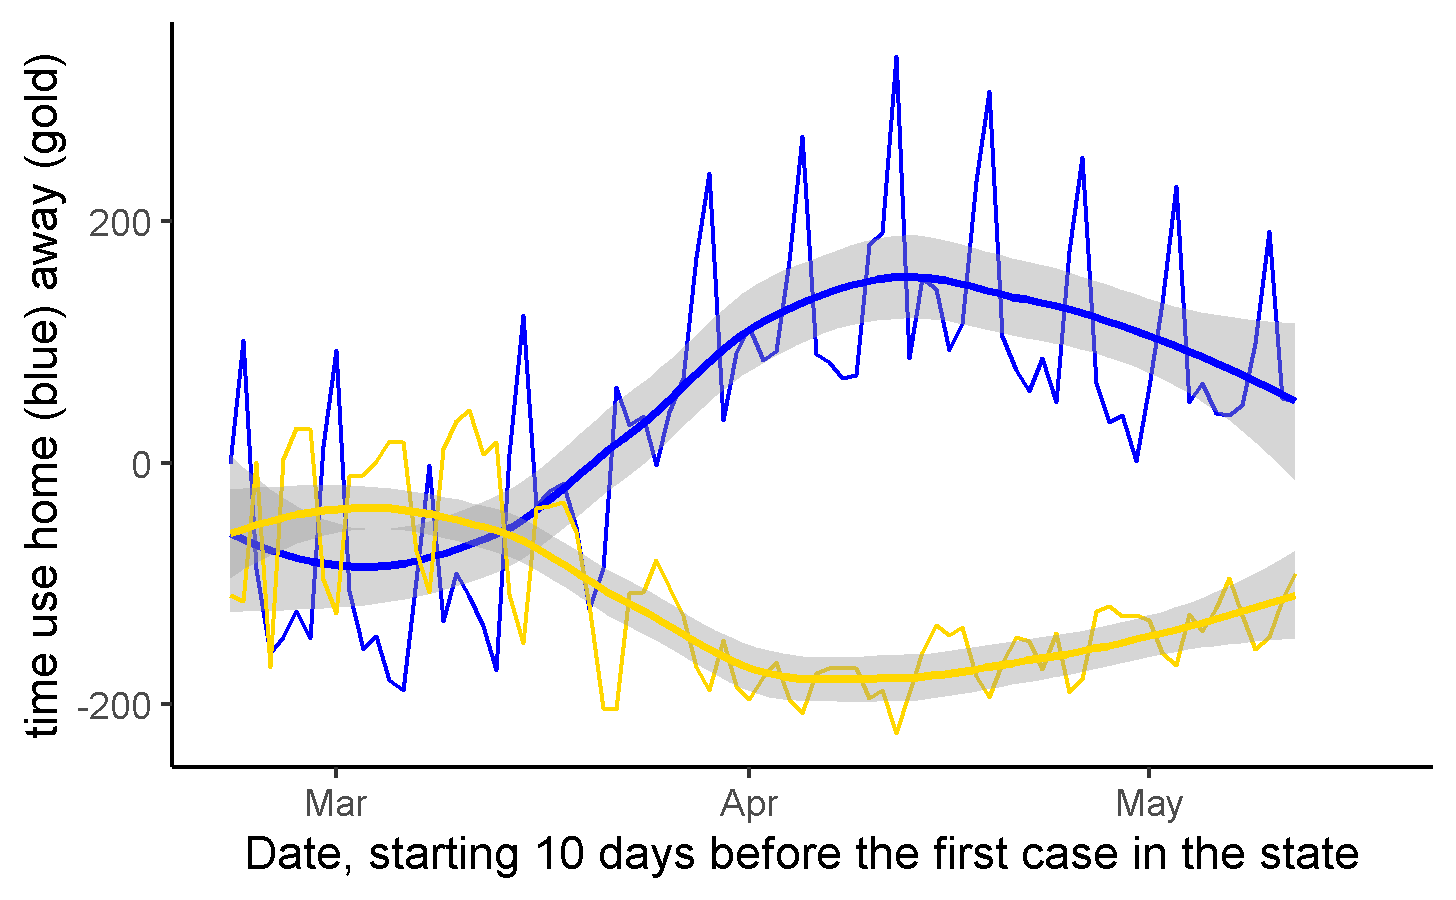 time use home (blue) away (gold)
200
0
-200
Mar Apr May
Date, starting 10 days before the first case in the state